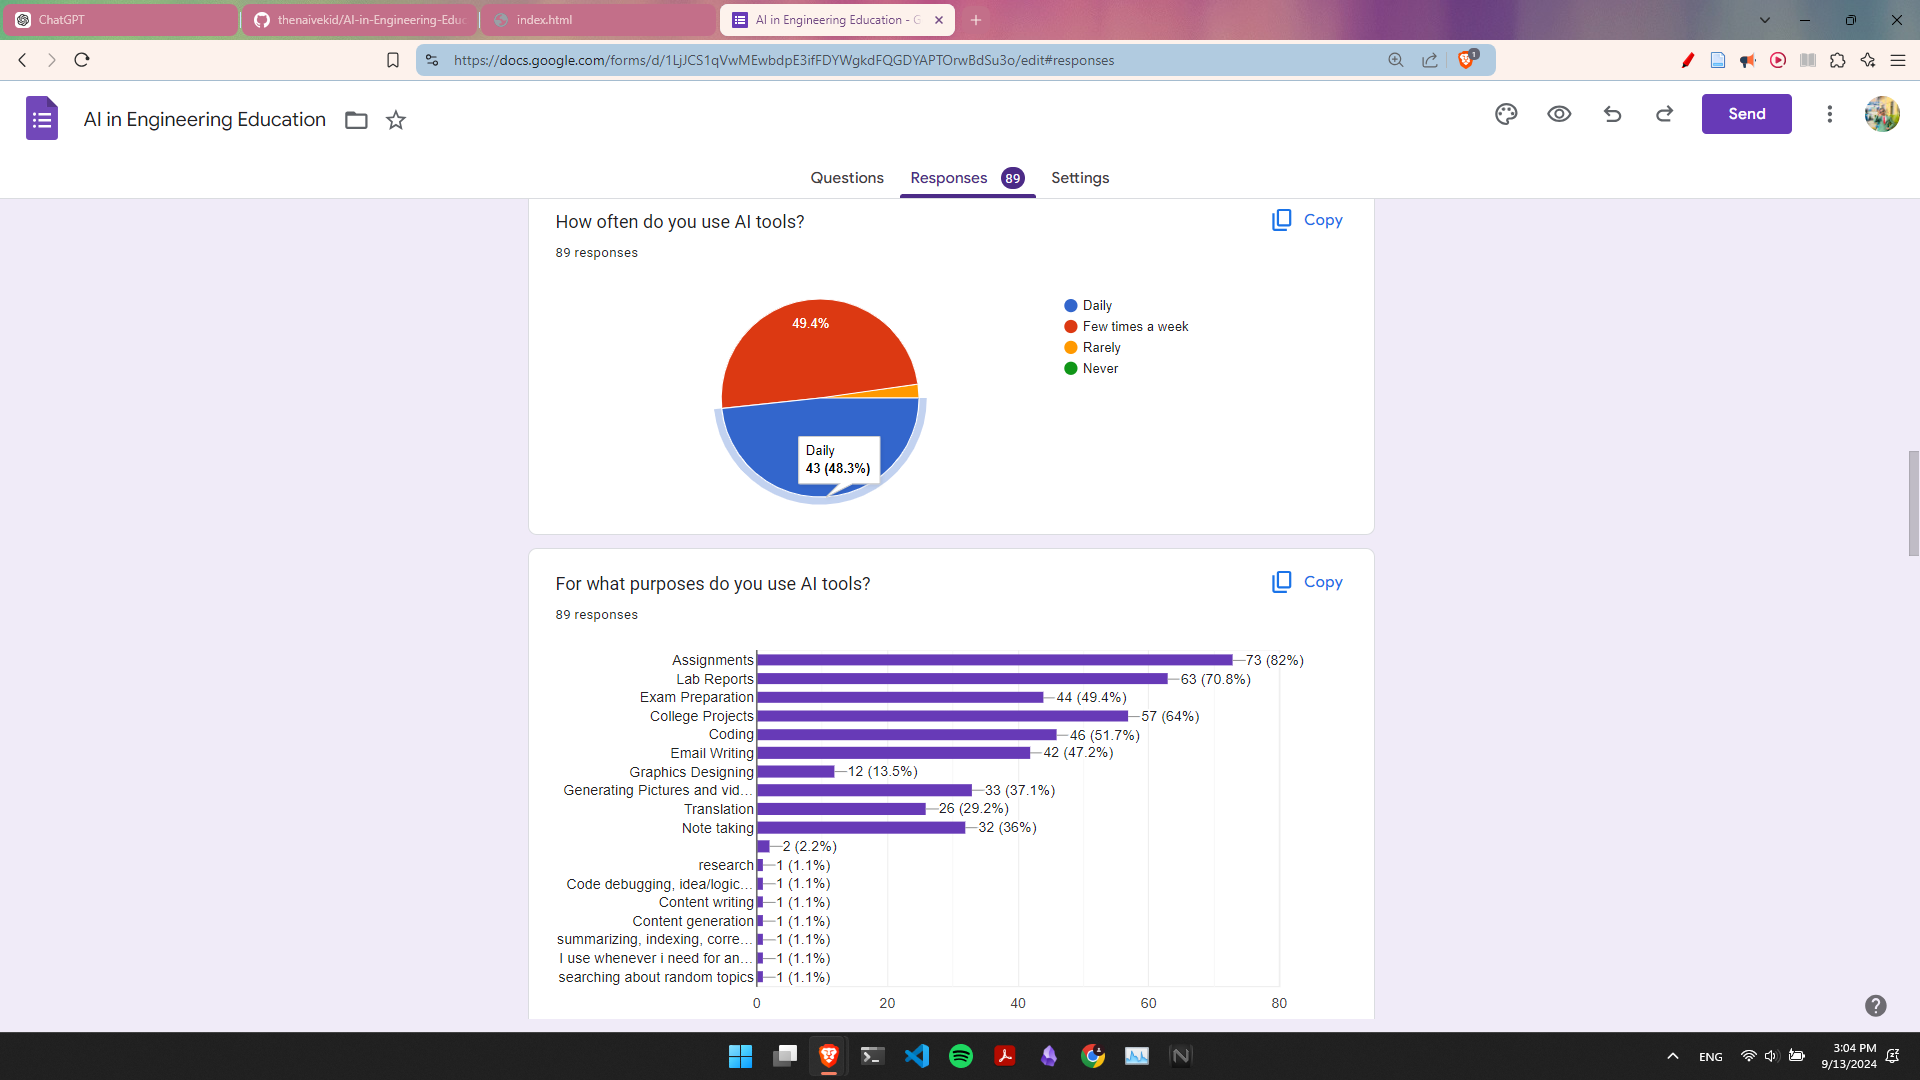 ChatGPT
thenaivekid/AI-in-Engineering-Educ
index.html
AI in Engineering Education - G
https://docs.google.com/forms/d/1LjJCS1qVwMEwbdpE3ifFDYWgkdFQGDYAPTOrwBdSu3o/edit#responses
1
AI in Engineering Education
Send
Questions
Responses 89
Settings
How often do you use AI tools?
Copy
89 responses
49.4%
Daily
43 (48.3%)
Daily
Few times a week
Rarely
Never
For what purposes do you use AI tools?
Copy
89 responses
Assignments 73 (82%)
Lab Reports 63 (70.8%)
Exam Preparation 44 (49.4%)
College Projects 57 (64%)
Coding 46 (51.7%)
Email Writing 42 (47.2%)
Graphics Designing 12 (13.5%)
Generating Pictures and vid... 33 (37.1%)
Translation 26 (29.2%)
Note taking 32 (36%)
2 (2.2%)
research 1 (1.1%)
Code debugging, idea/logic... 1 (1.1%)
Content writing 1 (1.1%)
Content generation 1 (1.1%)
summarizing, indexing, corre... 1 (1.1%)
I use whenever i need for an... 1 (1.1%)
searching about random topics 1 (1.1%)
0 20 40 60 80
ENG
3:04 PM
9/13/2024